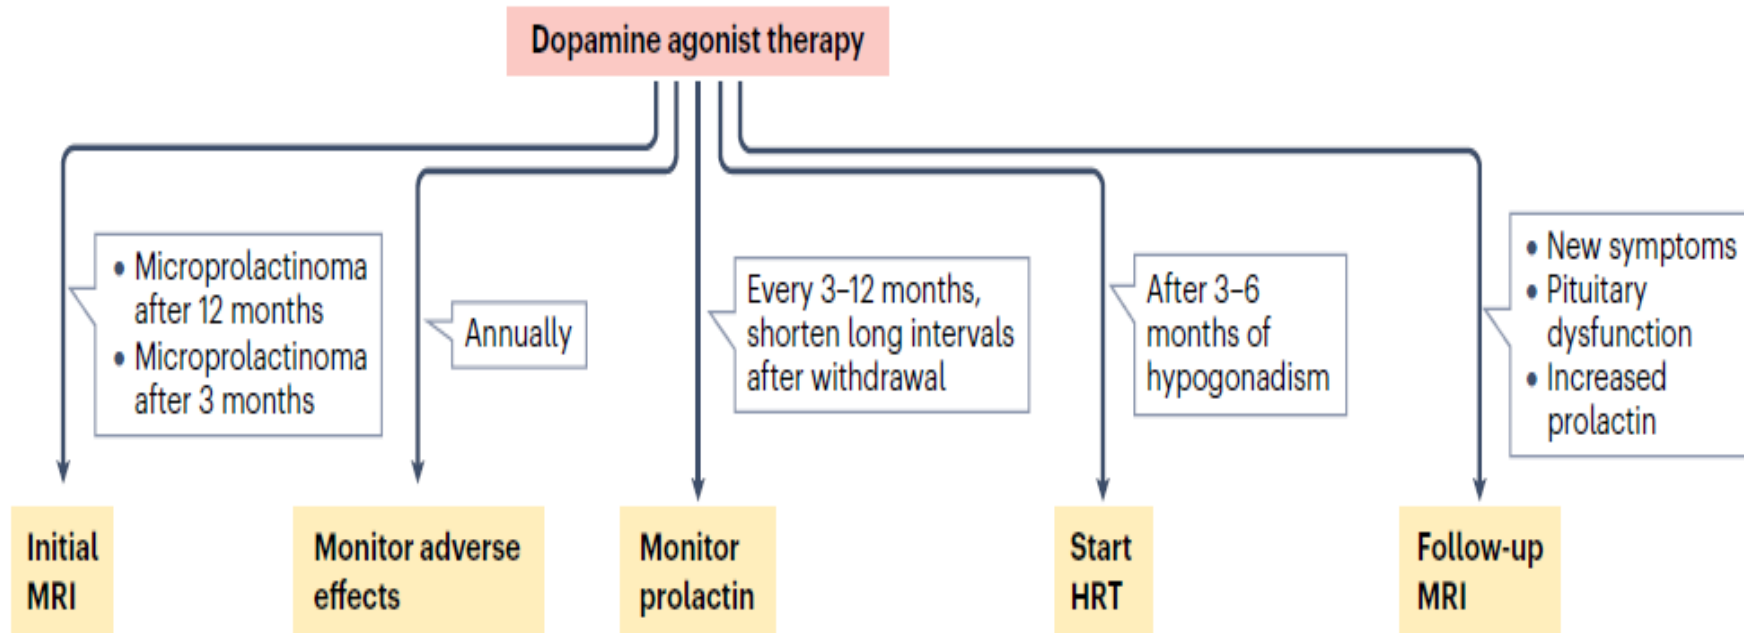 Dopamine agonist therapy
• Microprolactinoma
after 12 months
• Microprolactinoma
after 3 months
Annually
Every 3–12 months,
shorten long intervals
after withdrawal
After 3–6
months of
hypogonadism
• New symptoms
• Pituitary
dysfunction
• Increased
prolactin
Initial
MRI
Monitor adverse
effects
Monitor
prolactin
Start
HRT
Follow-up
MRI